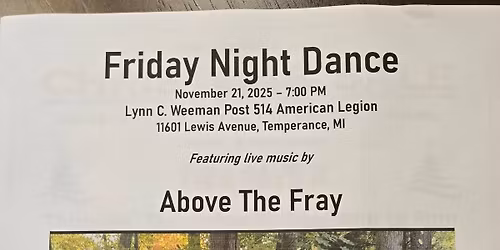 Friday Night Dance
November 21, 2025 – 7:00 PM
Lynn C. Weeman Post 514 American Legion
11601 Lewis Avenue, Temperance, MI
Featuring live music by
Above The Fray